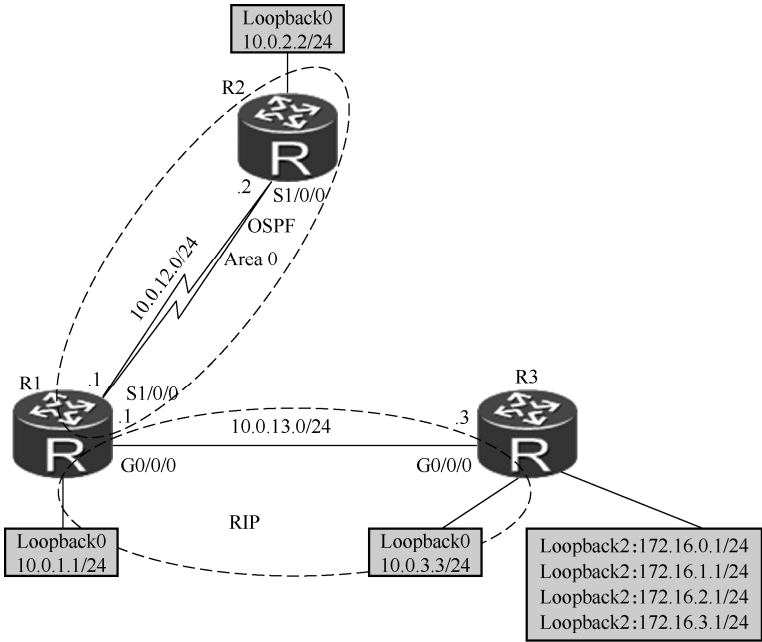 Loopback0
10.0.2.2/24
R2
R
.2
S1/0/0
OSPF
Area 0
10.0.12.0/24
R1
.1
S1/0/0
.1
R
10.0.13.0/24
G0/0/0
R3
.3
R
G0/0/0
RIP
Loopback0
10.0.1.1/24
Loopback0
10.0.3.3/24
Loopback2:172.16.0.1/24
Loopback2:172.16.1.1/24
Loopback2:172.16.2.1/24
Loopback2:172.16.3.1/24